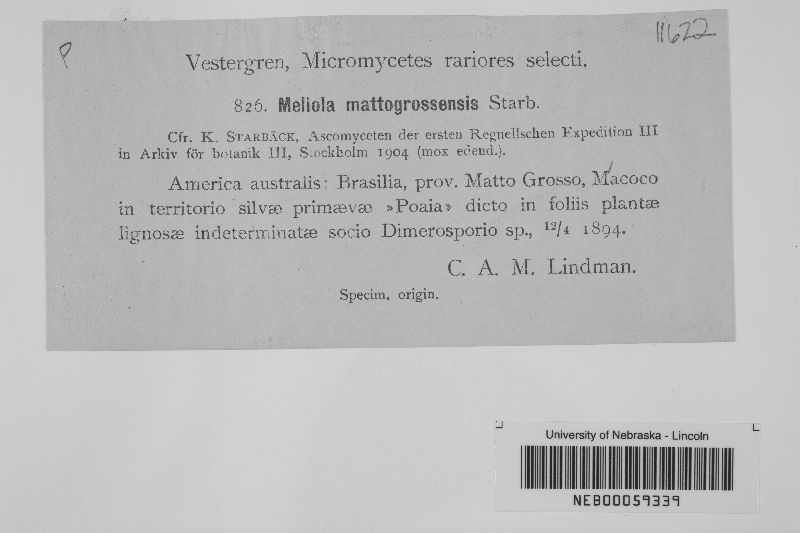 P
11622
Vestergren, Micromycetes rariores selecti.
826. Meliola mattogrossensis Starb.
Cfr. K. STARBÄCK, Ascomyceten der ersten Regnellschen Expedition III
in Arkiv för botanik III, Stockholm 1904 (mox edend.).
America australis: Brasilia, prov. Matto Grosso, Macoco
in territorio silvæ primævæ »Poaia» dicto in foliis plantæ
lignosæ indeterminatæ socio Dimerosporio sp., 12/4 1894.
C. A. M. Lindman.
Specim. origin.
University of Nebraska - Lincoln
NEB00059339